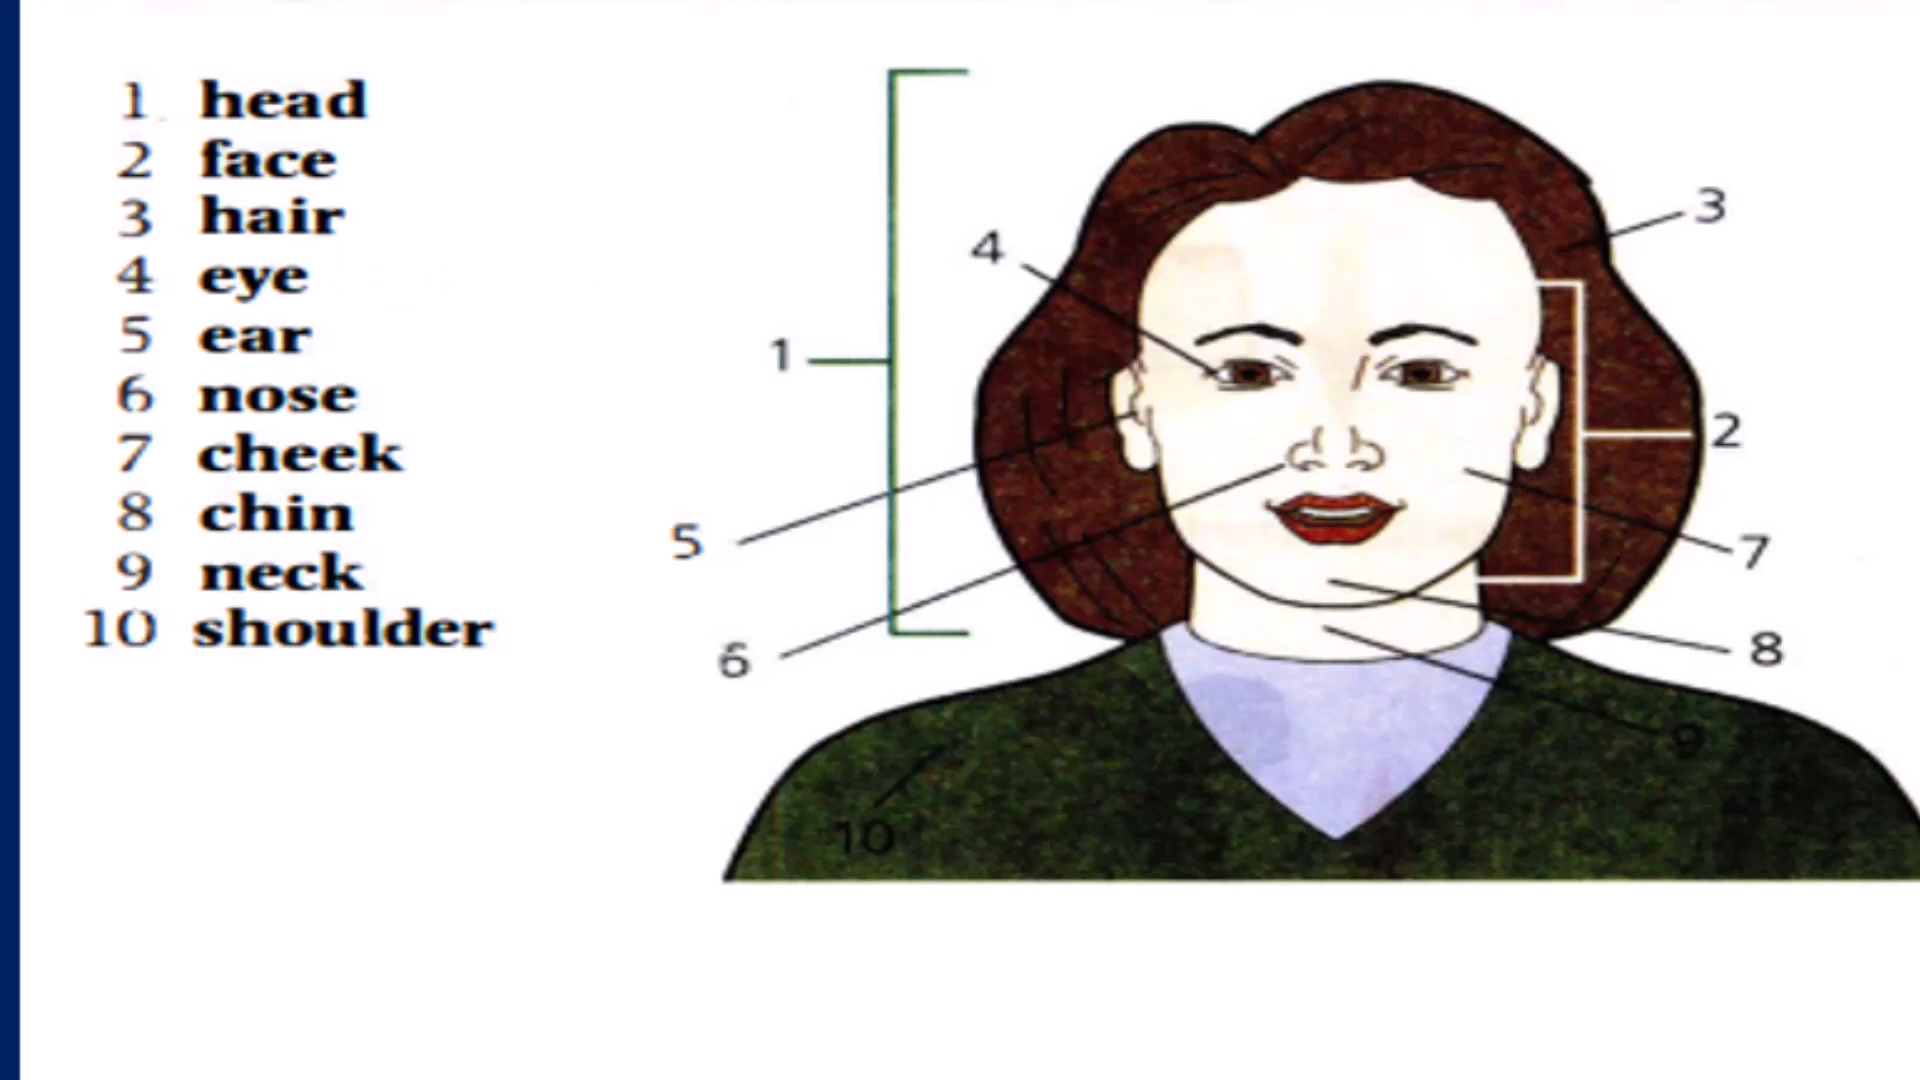 1 head
2 face
3 hair
4 eye
5 ear
6 nose
7 cheek
8 chin
9 neck
10 shoulder
3
4
1
2
5
7
6
8
9
10